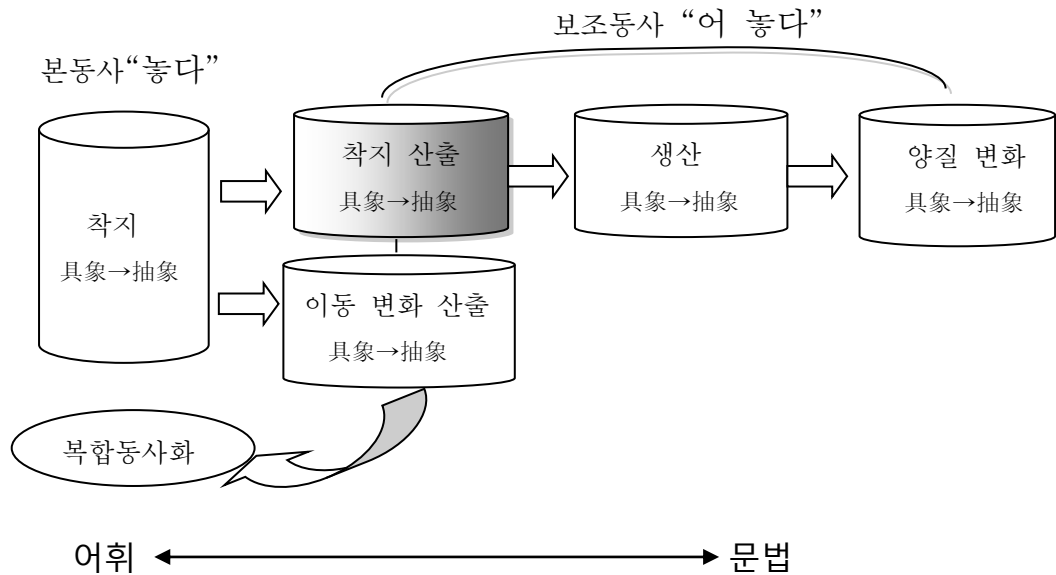 보조동사 “어 놓다”
본동사“놓다”
착지
具象→抽象
착지 산출
具象→抽象
생산
具象→抽象
양질 변화
具象→抽象
이동 변화 산출
具象→抽象
복합동사화
어휘
문법